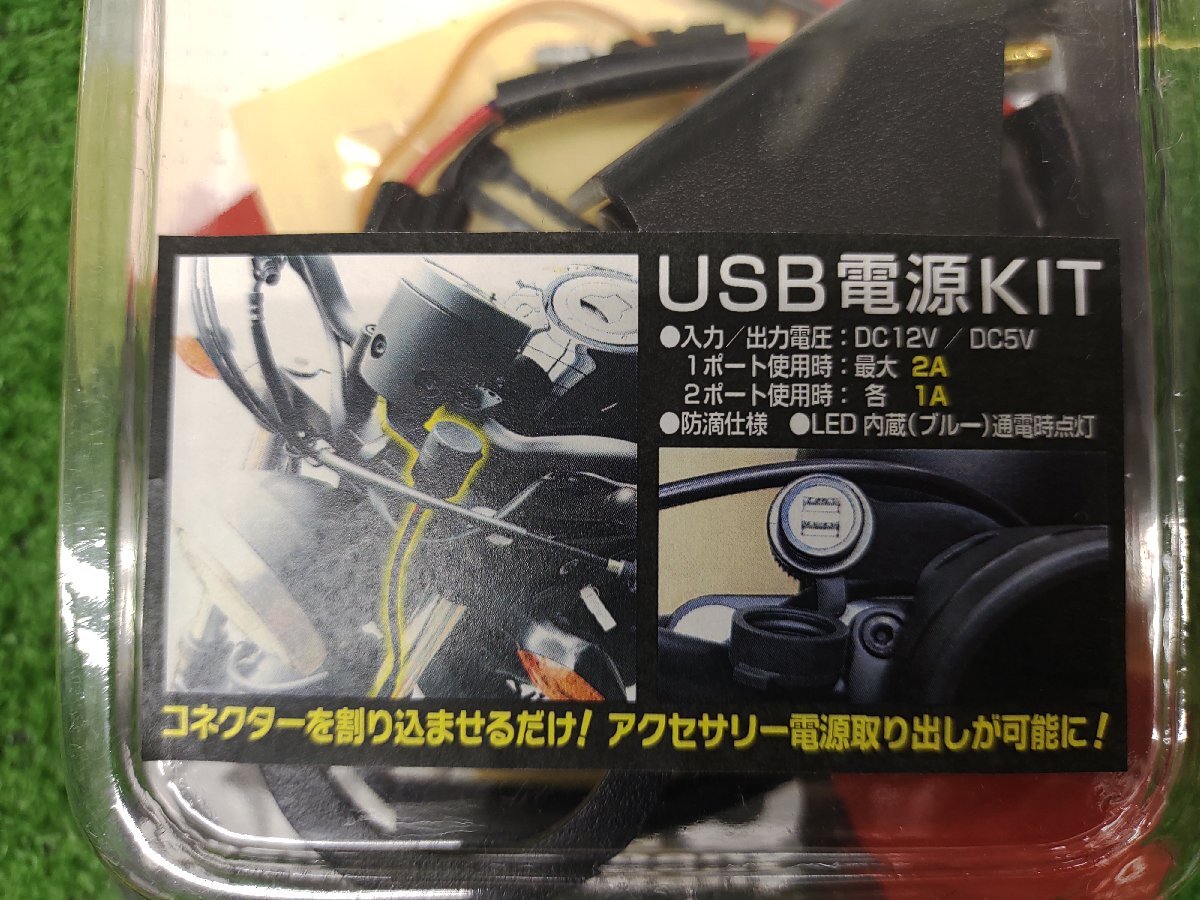 USB電源KIT
●入力／出力電圧：DC12V ／ DC5V
1ポート使用時：最大 2A
2ポート使用時： 各 1A
●防滴仕様 ●LED 内蔵(ブルー)通電時点灯
コネクターを割り込ませるだけ！ アクセサリー電源取り出しが可能に！